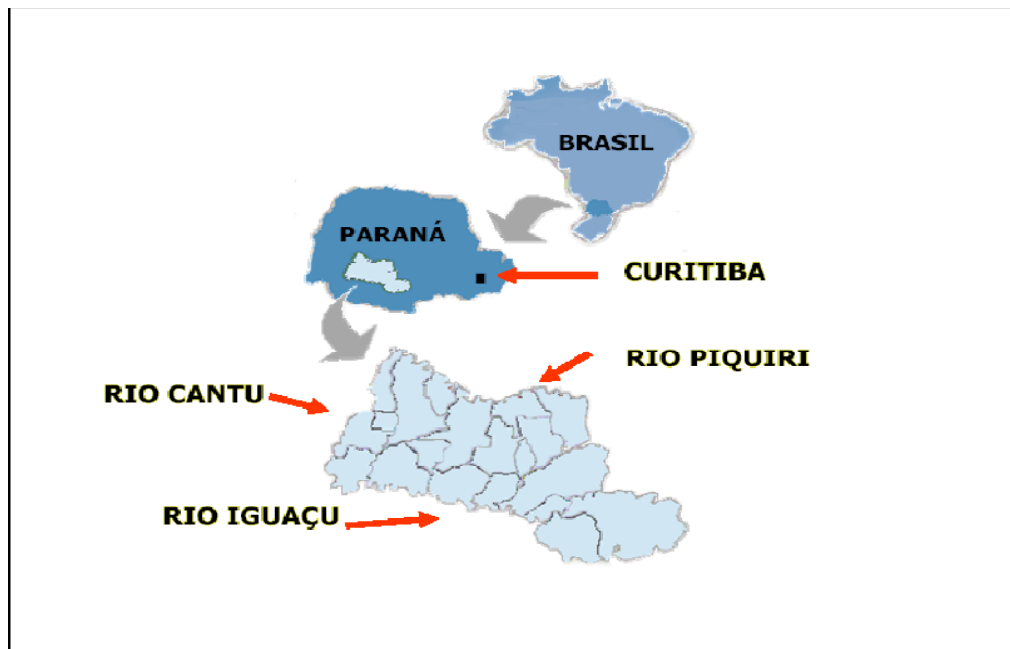 BRASIL
PARANÁ
CURITIBA
RIO PIQUIRI
RIO CANTU
RIO IGUAÇU